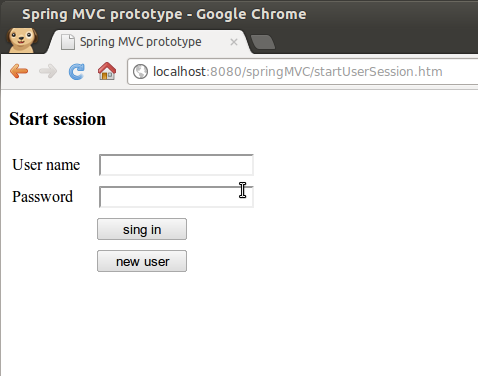 Spring MVC prototype - Google Chrome
Spring MVC prototype
localhost:8080/springMVC/startUserSession.htm
Start session
User name
Password
sing in
new user